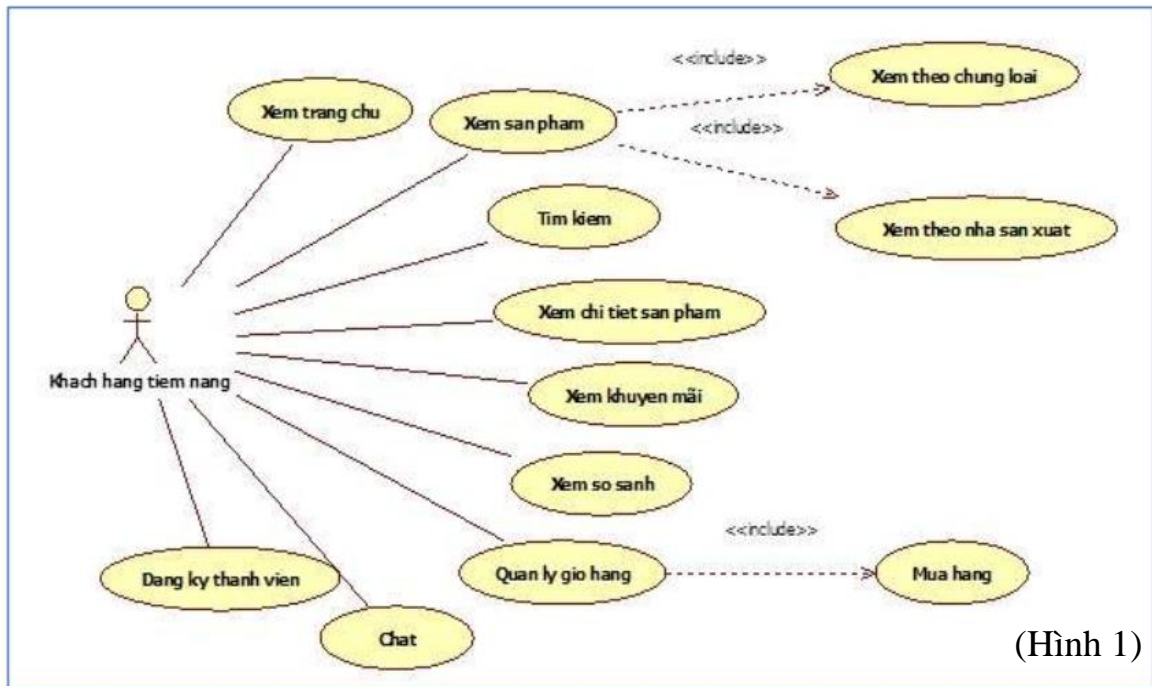 <<include>>
Xem theo chung loai
Xem trang chu
Xem san pham
<<include>>
Tim kiem
Xem theo nha san xuat
Xem chi tiet san pham
Khach hang tiem nang
Xem khuyen mãi
Xem so sanh
<<include>>
Dang ky thanh vien
Quan ly gio hang
Mua hang
Chat
(Hình 1)